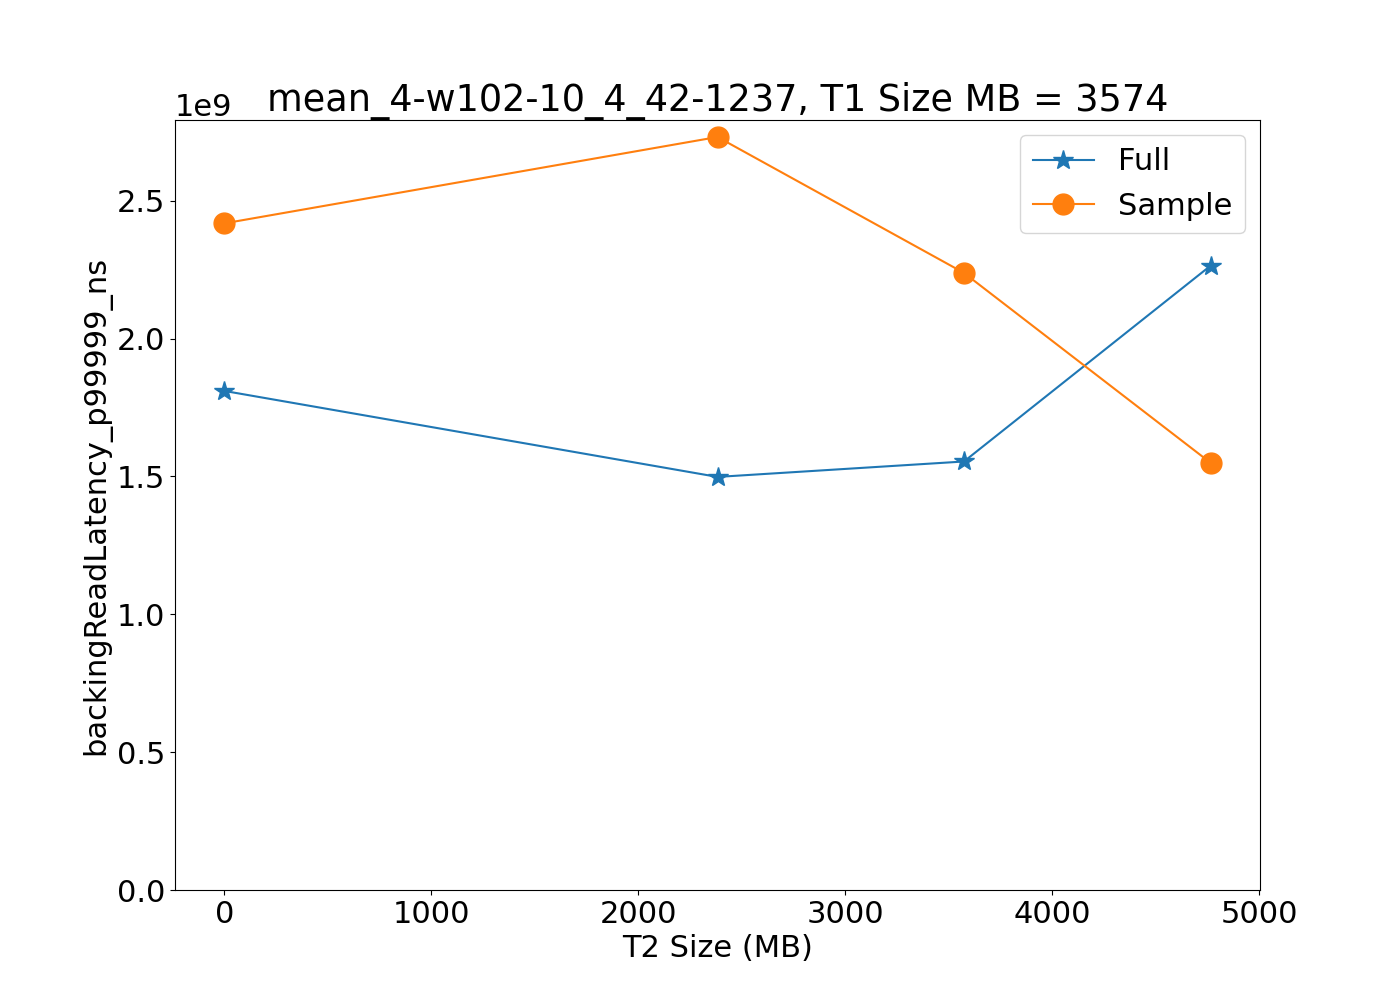 mean_4-w102-10_4_42-1237, T1 Size MB = 3574
1e9
Full
Sample
2.5
2.0
1.5
1.0
0.5
0.0
backingReadLatency_p99999_ns
0 1000 2000 3000 4000 5000
T2 Size (MB)